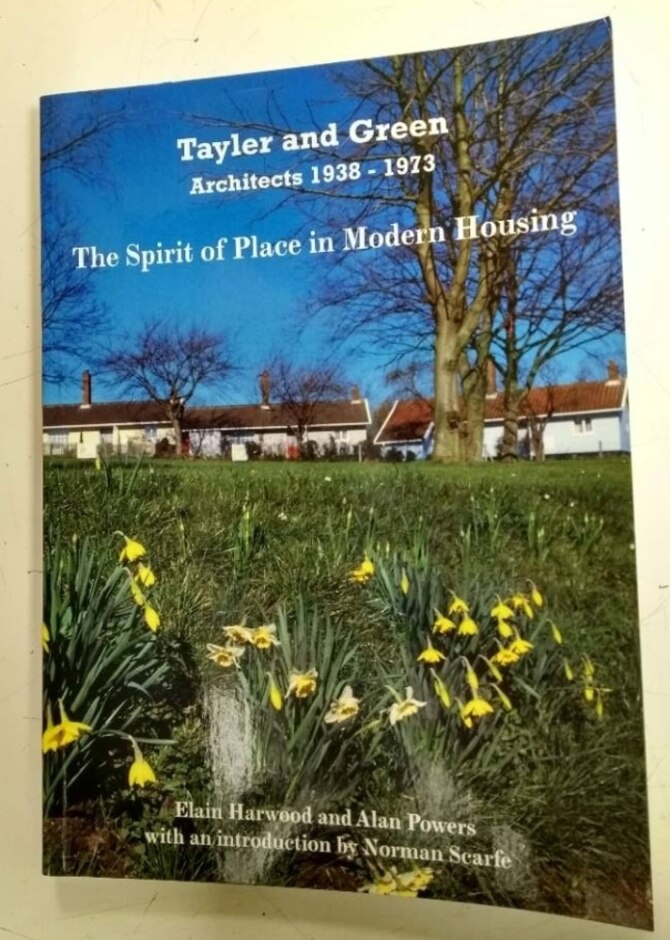 Tayler and Green
Architects 1938 - 1973
The Spirit of Place in Modern Housing
Elain Harwood and Alan Powers
with an introduction by Norman Scarfe